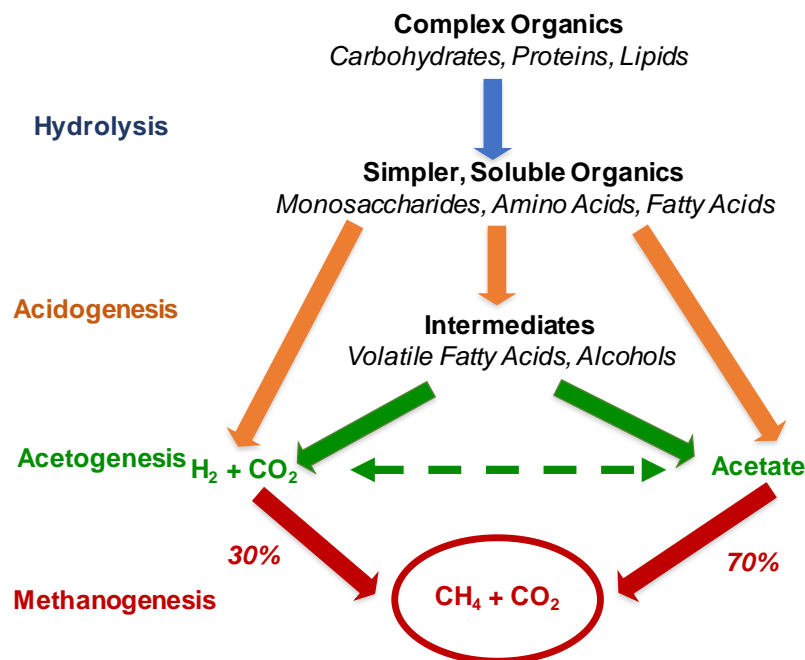 Complex Organics
Carbohydrates, Proteins, Lipids
Hydrolysis
Simpler, Soluble Organics
Monosaccharides, Amino Acids, Fatty Acids
Acidogenesis
Intermediates
Volatile Fatty Acids, Alcohols
Acetogenesis
H₂ + CO₂
Acetate
30%
70%
Methanogenesis
CH₄ + CO₂